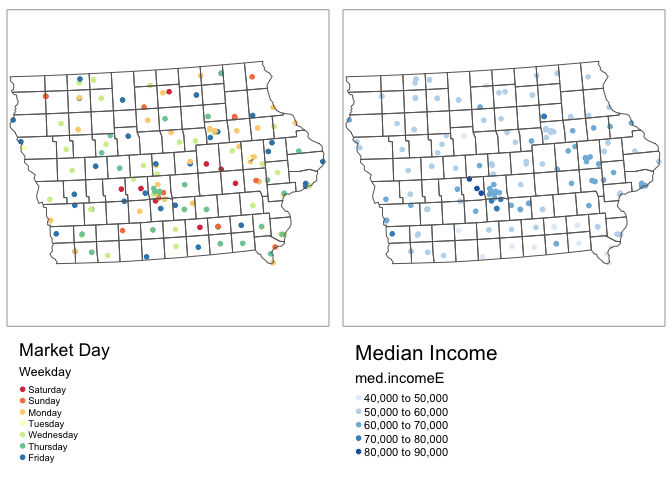 Market Day
Weekday
Saturday
Sunday
Monday
Tuesday
Wednesday
Thursday
Friday
Median Income
med.incomeE
40,000 to 50,000
50,000 to 60,000
60,000 to 70,000
70,000 to 80,000
80,000 to 90,000